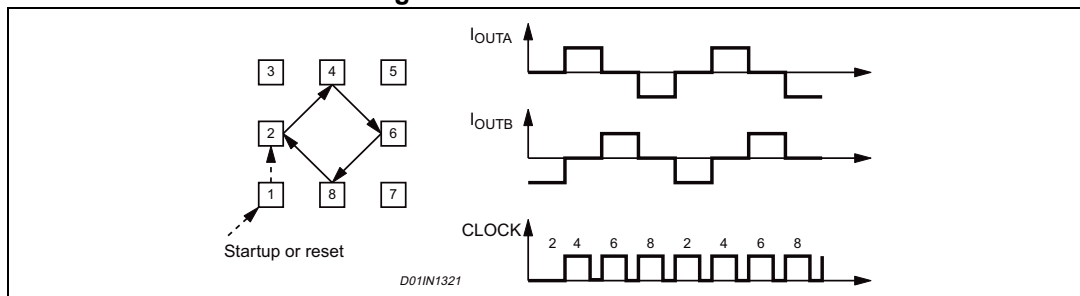 I_OUTA
3 4 5
I_OUTB
2 6
1 8 7
CLOCK
2 4 6 8 2 4 6 8
Startup or reset
D01IN1321